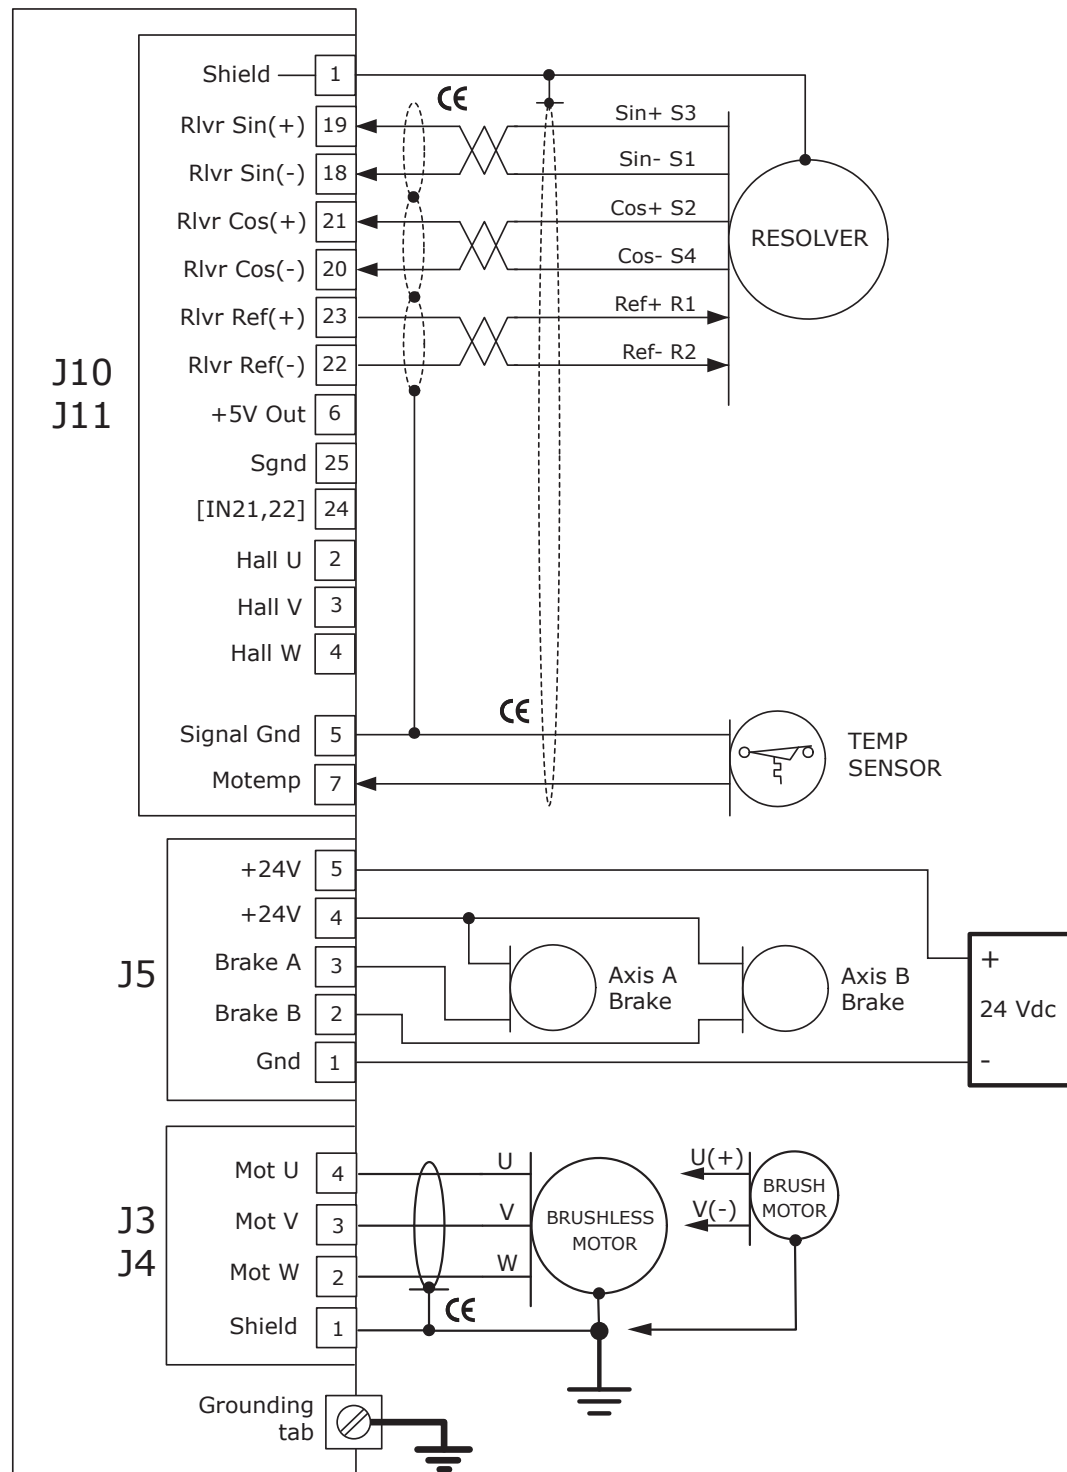 Shield 1
Rlvr Sin(+) 19 Sin+ S3
Rlvr Sin(-) 18 Sin- S1
Rlvr Cos(+) 21 Cos+ S2
RESOLVER
Rlvr Cos(-) 20 Cos- S4
Rlvr Ref(+) 23 Ref+ R1
Rlvr Ref(-) 22 Ref- R2
J10
J11
+5V Out 6
Sgnd 25
[IN21,22] 24
Hall U 2
Hall V 3
Hall W 4
CE
CE
Signal Gnd 5
Motemp 7
TEMP
SENSOR
J5
+24V 5
+24V 4
Brake A 3
Brake B 2
Gnd 1
Axis A
Brake
Axis B
Brake
+
24 Vdc
-
J3
J4
Mot U 4 U
Mot V 3 V
Mot W 2 W
Shield 1
CE
BRUSHLESS
MOTOR
U(+)
V(-)
BRUSH
MOTOR
Grounding
tab